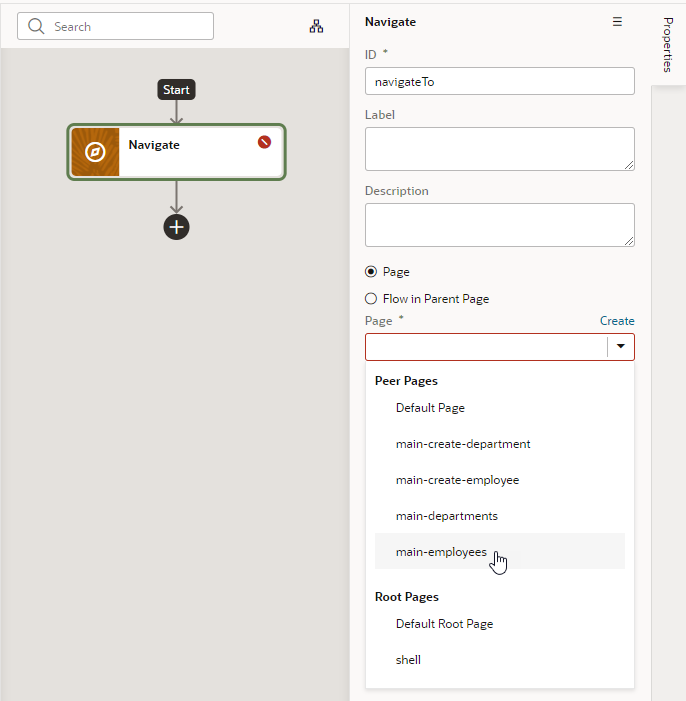 Search
Start
Navigate
Navigate
Properties
ID *
navigateTo
Label
Description
Page
Flow in Parent Page
Page *
Create
Peer Pages
Default Page
main-create-department
main-create-employee
main-departments
main-employees
Root Pages
Default Root Page
shell